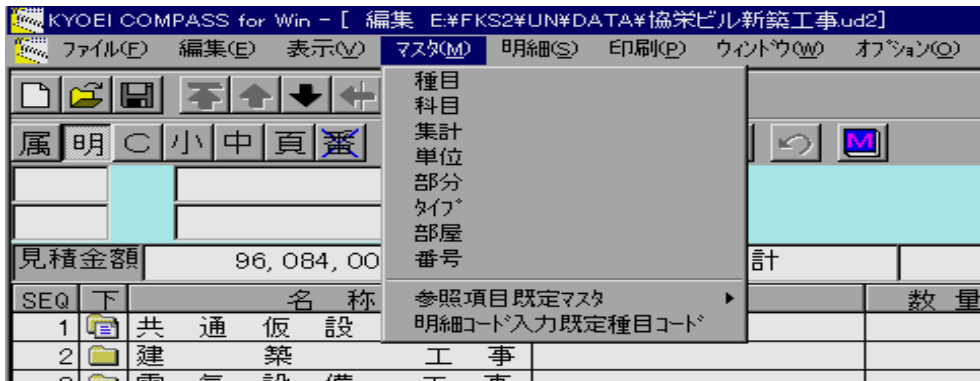 KYOEI COMPASS for Win - [ 編集 E:¥FKS2¥UN¥DATA¥協栄ビル新築工事.ud2]
ﾌｧｲﾙ(F) 編集(E) 表示(V) ﾏｽﾀ(M) 明細(S) 印刷(P) ｳｨﾝﾄﾞｳ(W) ｵﾌﾟｼｮﾝ(O)
種目
科目
集計
単位
部分
ﾀｲﾌﾟ
部屋
番号
参照項目既定ﾏｽﾀ
明細ｺｰﾄﾞ入力既定種目ｺｰﾄﾞ
属 明 C 小 中 頁 番 M
見積金額 96,084,00 計
SEQ 下 名 称 数 量
1 共 通 仮 設
2 建 築 工 事